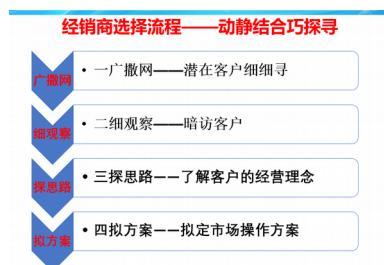 经销商选择流程——动静结合巧探寻
广撒网
• 一广撒网——潜在客户细细寻
细观察
• 二细观察——暗访客户
探思路
• 三探思路——了解客户的经营理念
拟方案
• 四拟方案——拟定市场操作方案